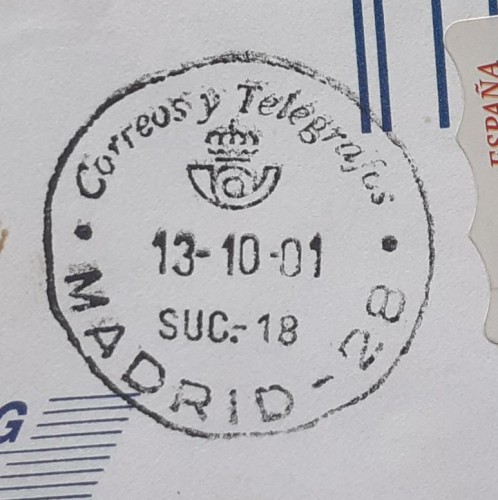 Correos y Telégrafos
13-10-01
SUC.-18
MADRID-28
ESPAÑA
G